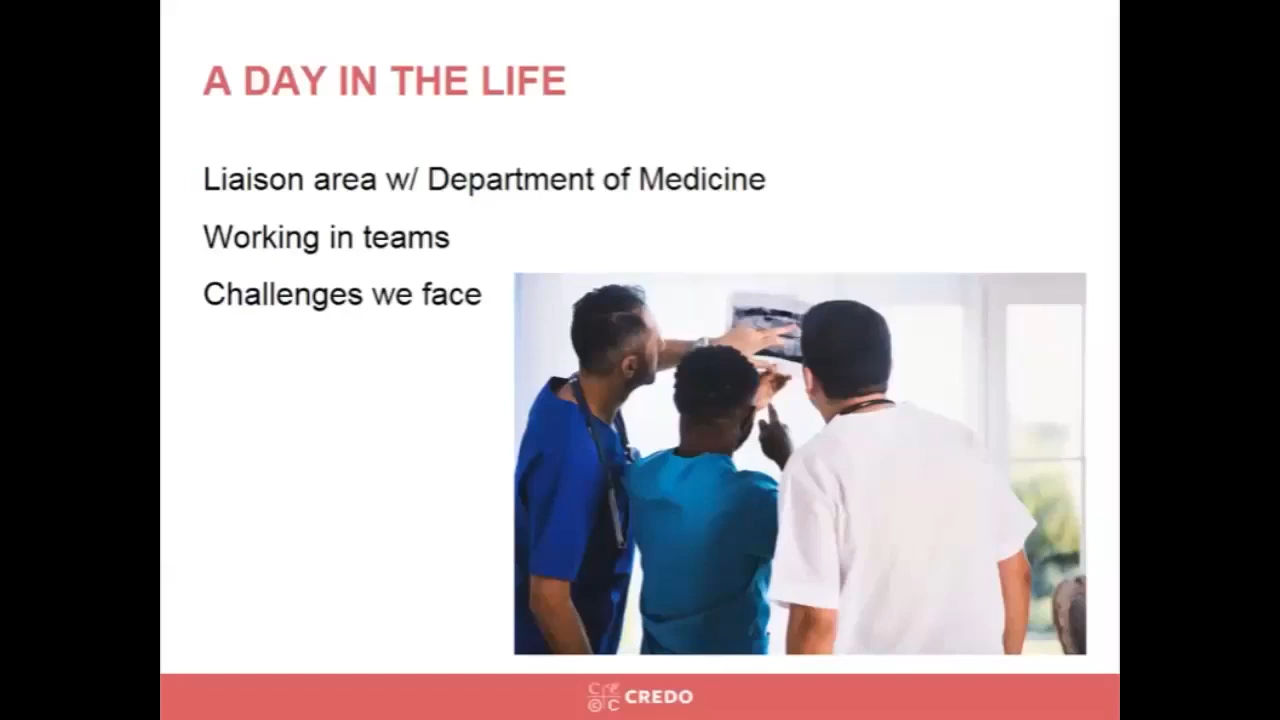 A DAY IN THE LIFE
Liaison area w/ Department of Medicine
Working in teams
Challenges we face
CREDO